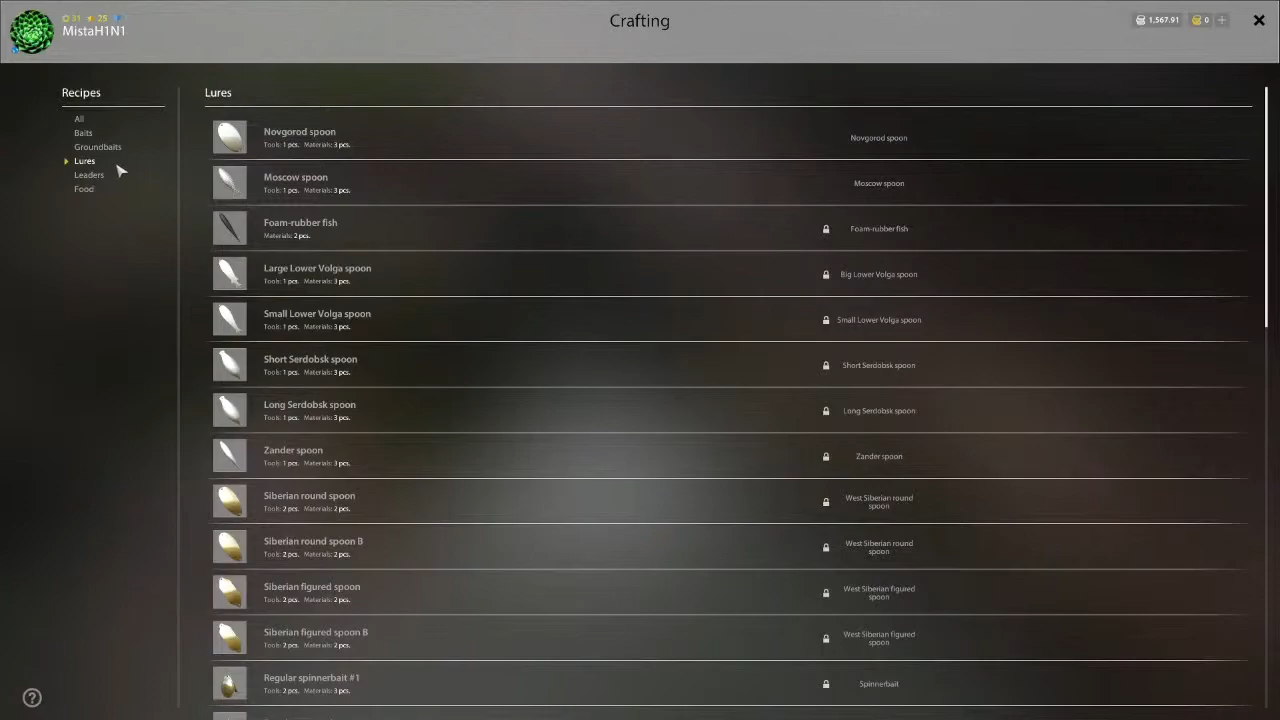 31 25
MistaH1N1
Crafting
1,567.91 0 +
Recipes
All
Baits
Groundbaits
Lures
Leaders
Food
Lures
Novgorod spoon
Tools: 1 pcs. Materials: 3 pcs.
Novgorod spoon
Moscow spoon
Tools: 1 pcs. Materials: 3 pcs.
Moscow spoon
Foam-rubber fish
Materials: 2 pcs.
Foam-rubber fish
Large Lower Volga spoon
Tools: 1 pcs. Materials: 3 pcs.
Big Lower Volga spoon
Small Lower Volga spoon
Tools: 1 pcs. Materials: 3 pcs.
Small Lower Volga spoon
Short Serdobsk spoon
Tools: 1 pcs. Materials: 3 pcs.
Short Serdobsk spoon
Long Serdobsk spoon
Tools: 1 pcs. Materials: 3 pcs.
Long Serdobsk spoon
Zander spoon
Tools: 1 pcs. Materials: 3 pcs.
Zander spoon
Siberian round spoon
Tools: 2 pcs. Materials: 2 pcs.
West Siberian round
spoon
Siberian round spoon B
Tools: 2 pcs. Materials: 2 pcs.
West Siberian round
spoon
Siberian figured spoon
Tools: 2 pcs. Materials: 2 pcs.
West Siberian figured
spoon
Siberian figured spoon B
Tools: 2 pcs. Materials: 2 pcs.
West Siberian figured
spoon
Regular spinnerbait #1
Tools: 2 pcs. Materials: 3 pcs.
Spinnerbait
?